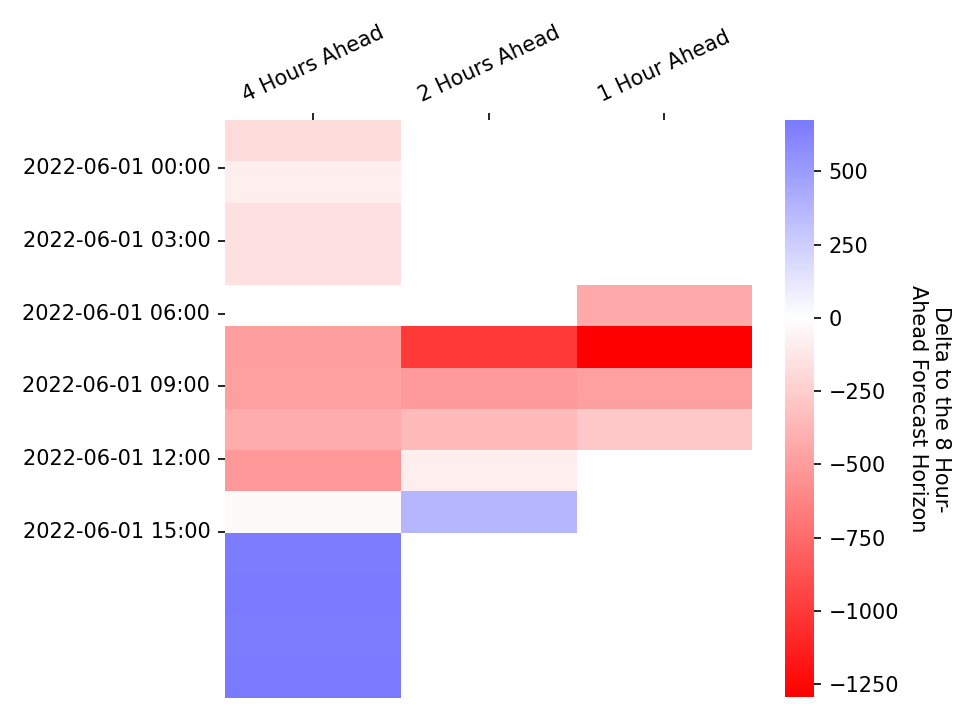 4 Hours Ahead
2 Hours Ahead
1 Hour Ahead
2022-06-01 00:00
2022-06-01 03:00
2022-06-01 06:00
2022-06-01 09:00
2022-06-01 12:00
2022-06-01 15:00
500
250
0
−250
−500
−750
−1000
−1250
Delta to the 8 Hour-
Ahead Forecast Horizon